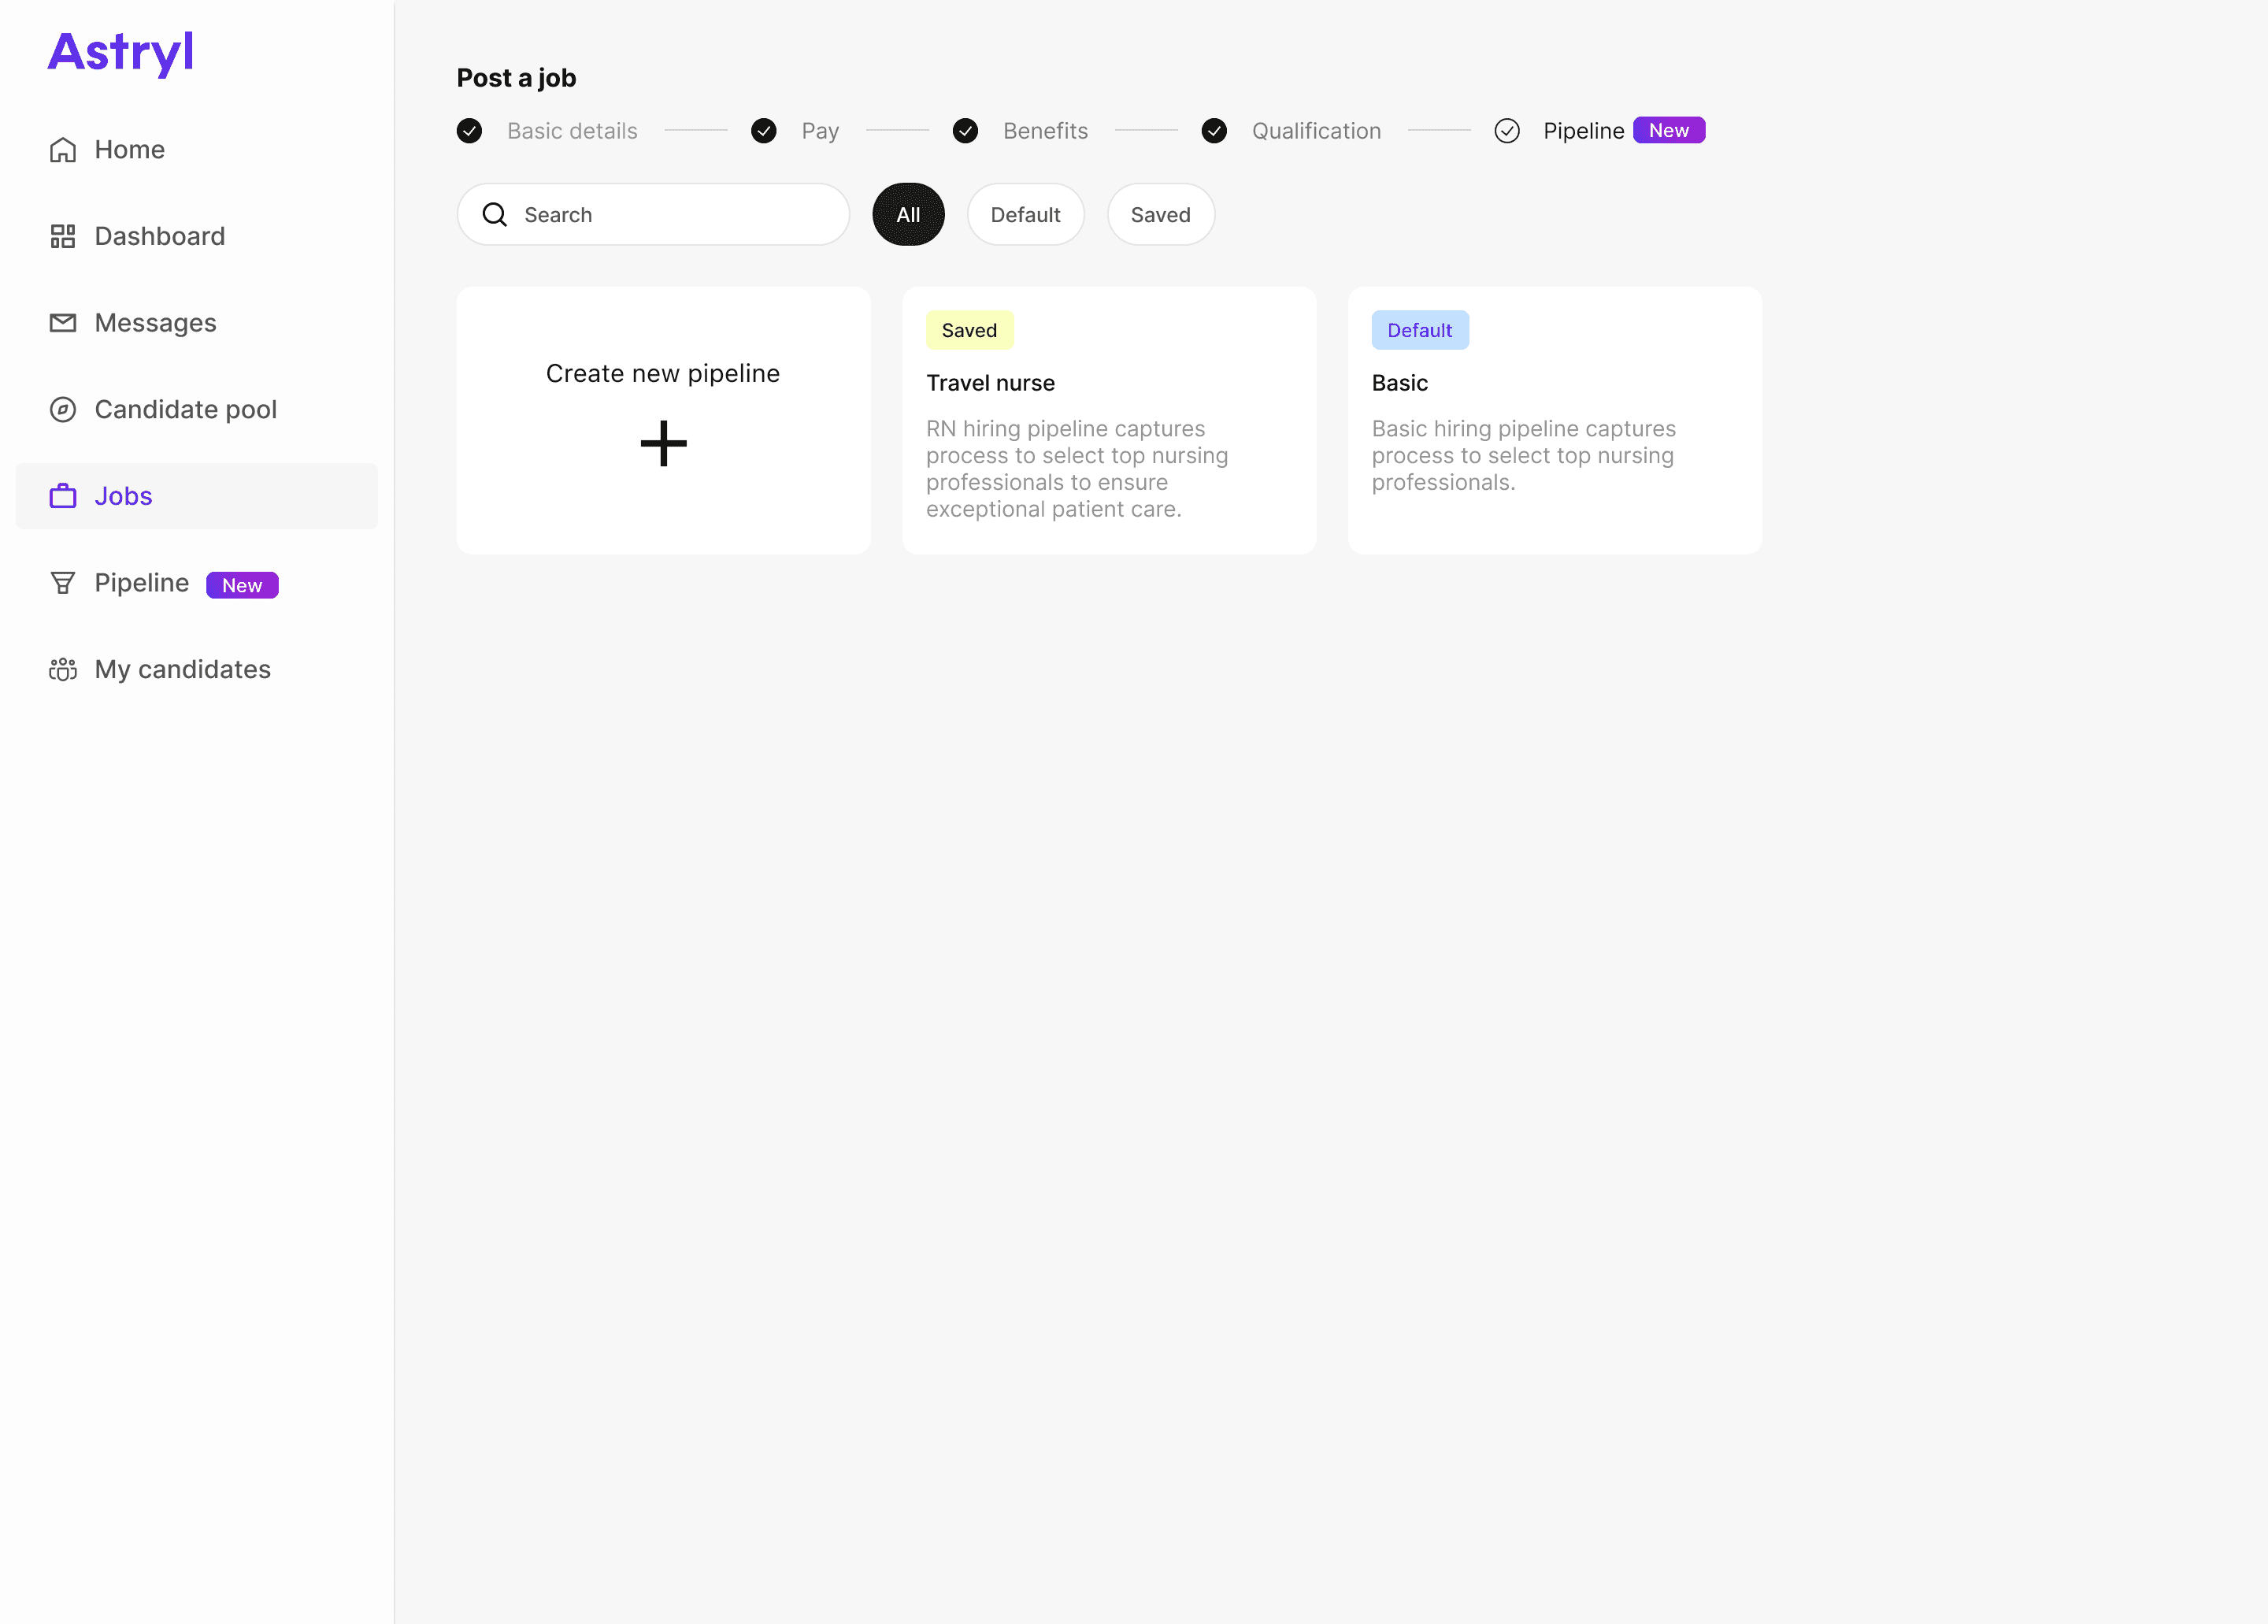 Astryl
Home
Dashboard
Messages
Candidate pool
Jobs
Pipeline New
My candidates
Post a job
Basic details Pay Benefits Qualification Pipeline New
Search All Default Saved
Create new pipeline
Saved
Travel nurse
RN hiring pipeline captures
process to select top nursing
professionals to ensure
exceptional patient care.
Default
Basic
Basic hiring pipeline captures
process to select top nursing
professionals.